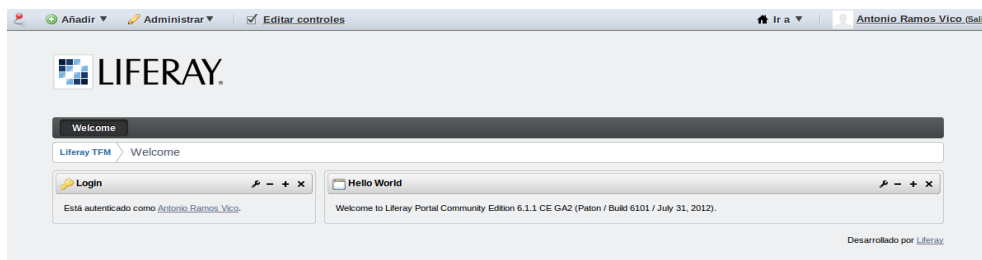 Añadir ▼ Administrar ▼ Editar controles Ir a ▼ Antonio Ramos Vico
LIFERAY.
Welcome
Liferay TFM Welcome
Login
Está autenticado como Antonio Ramos Vico.
Hello World
Welcome to Liferay Portal Community Edition 6.1.1 CE GA2 (Paton / Build 6101 / July 31, 2012).
Desarrollado por Liferay